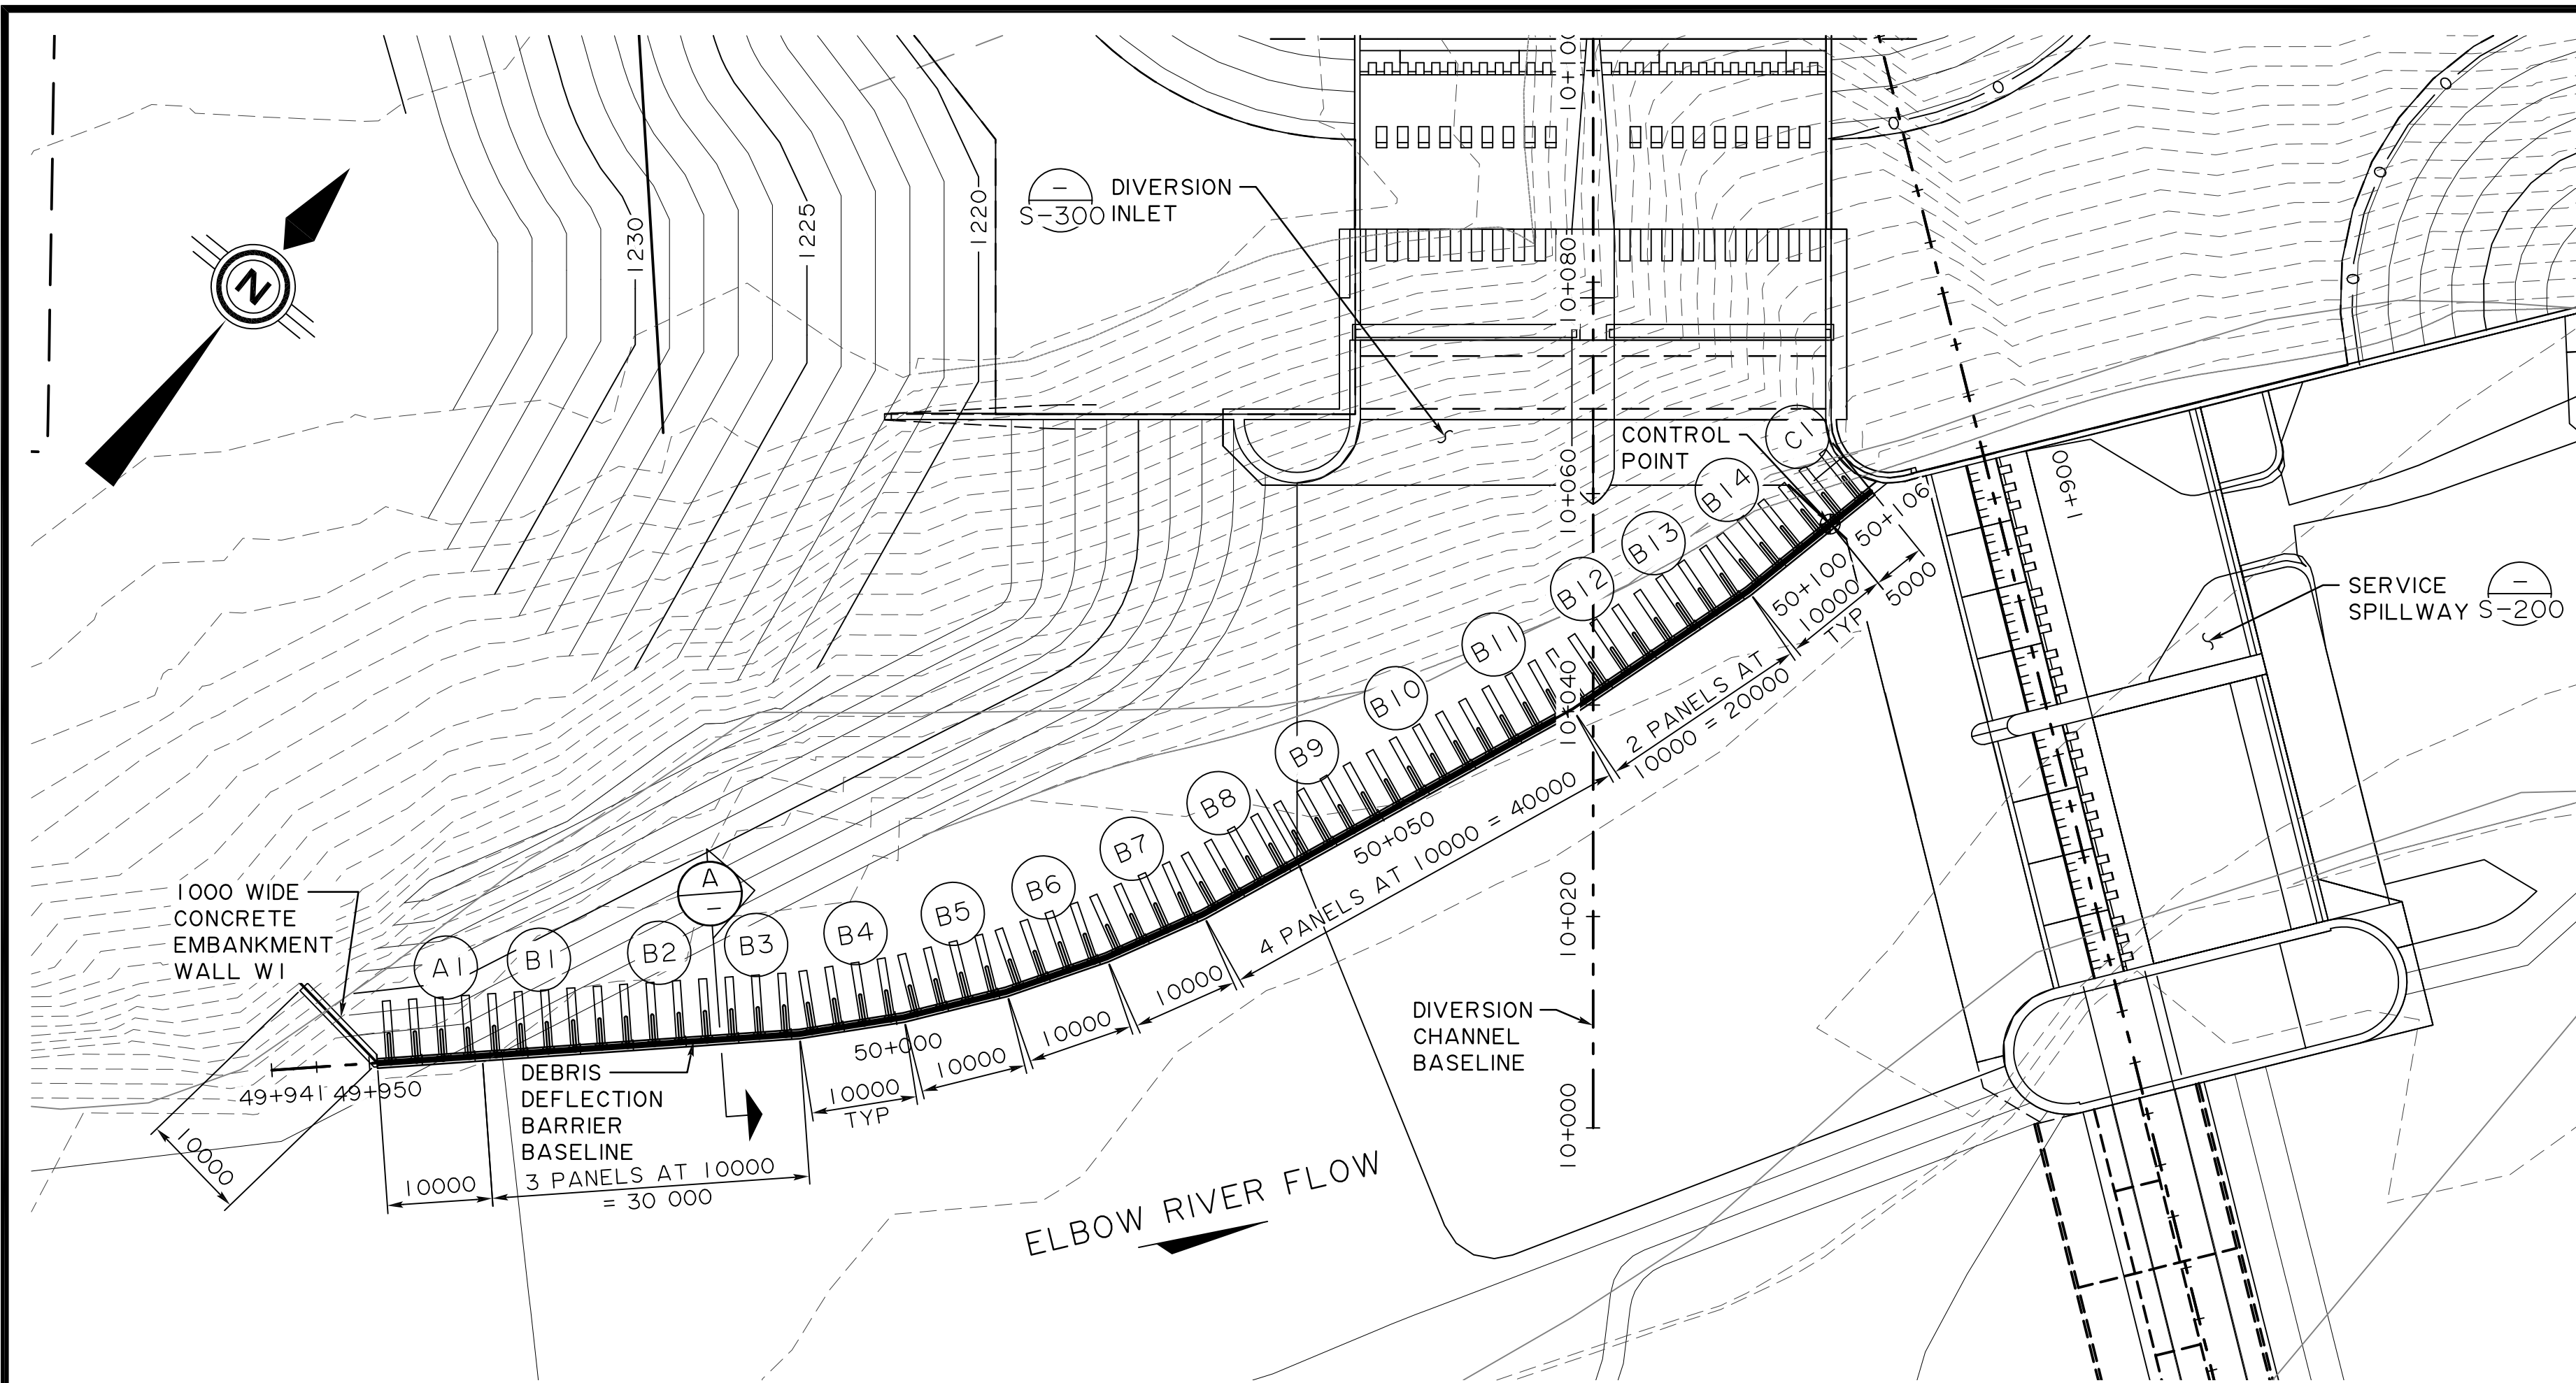 10+100
1230
1225
1220
N
–
S-300
DIVERSION
INLET
10+080
10+060
10+040
10+020
10+000
CONTROL
POINT
C1
B14
B13
B12
B11
B10
B9
B8
B7
B6
B5
B4
B3
B2
B1
A1
A
–
50+106
50+100
10000
TYP
5000
2 PANELS AT
10000 = 20000
4 PANELS AT 10000 = 40000
50+050
10000
10000
10000
50+000
10000
TYP
1+900
SERVICE
SPILLWAY
–
S-200
1000 WIDE
CONCRETE
EMBANKMENT
WALL W1
49+941
49+950
10000
10000
3 PANELS AT 10000
= 30 000
DEBRIS
DEFLECTION
BARRIER
BASELINE
DIVERSION
CHANNEL
BASELINE
ELBOW RIVER FLOW